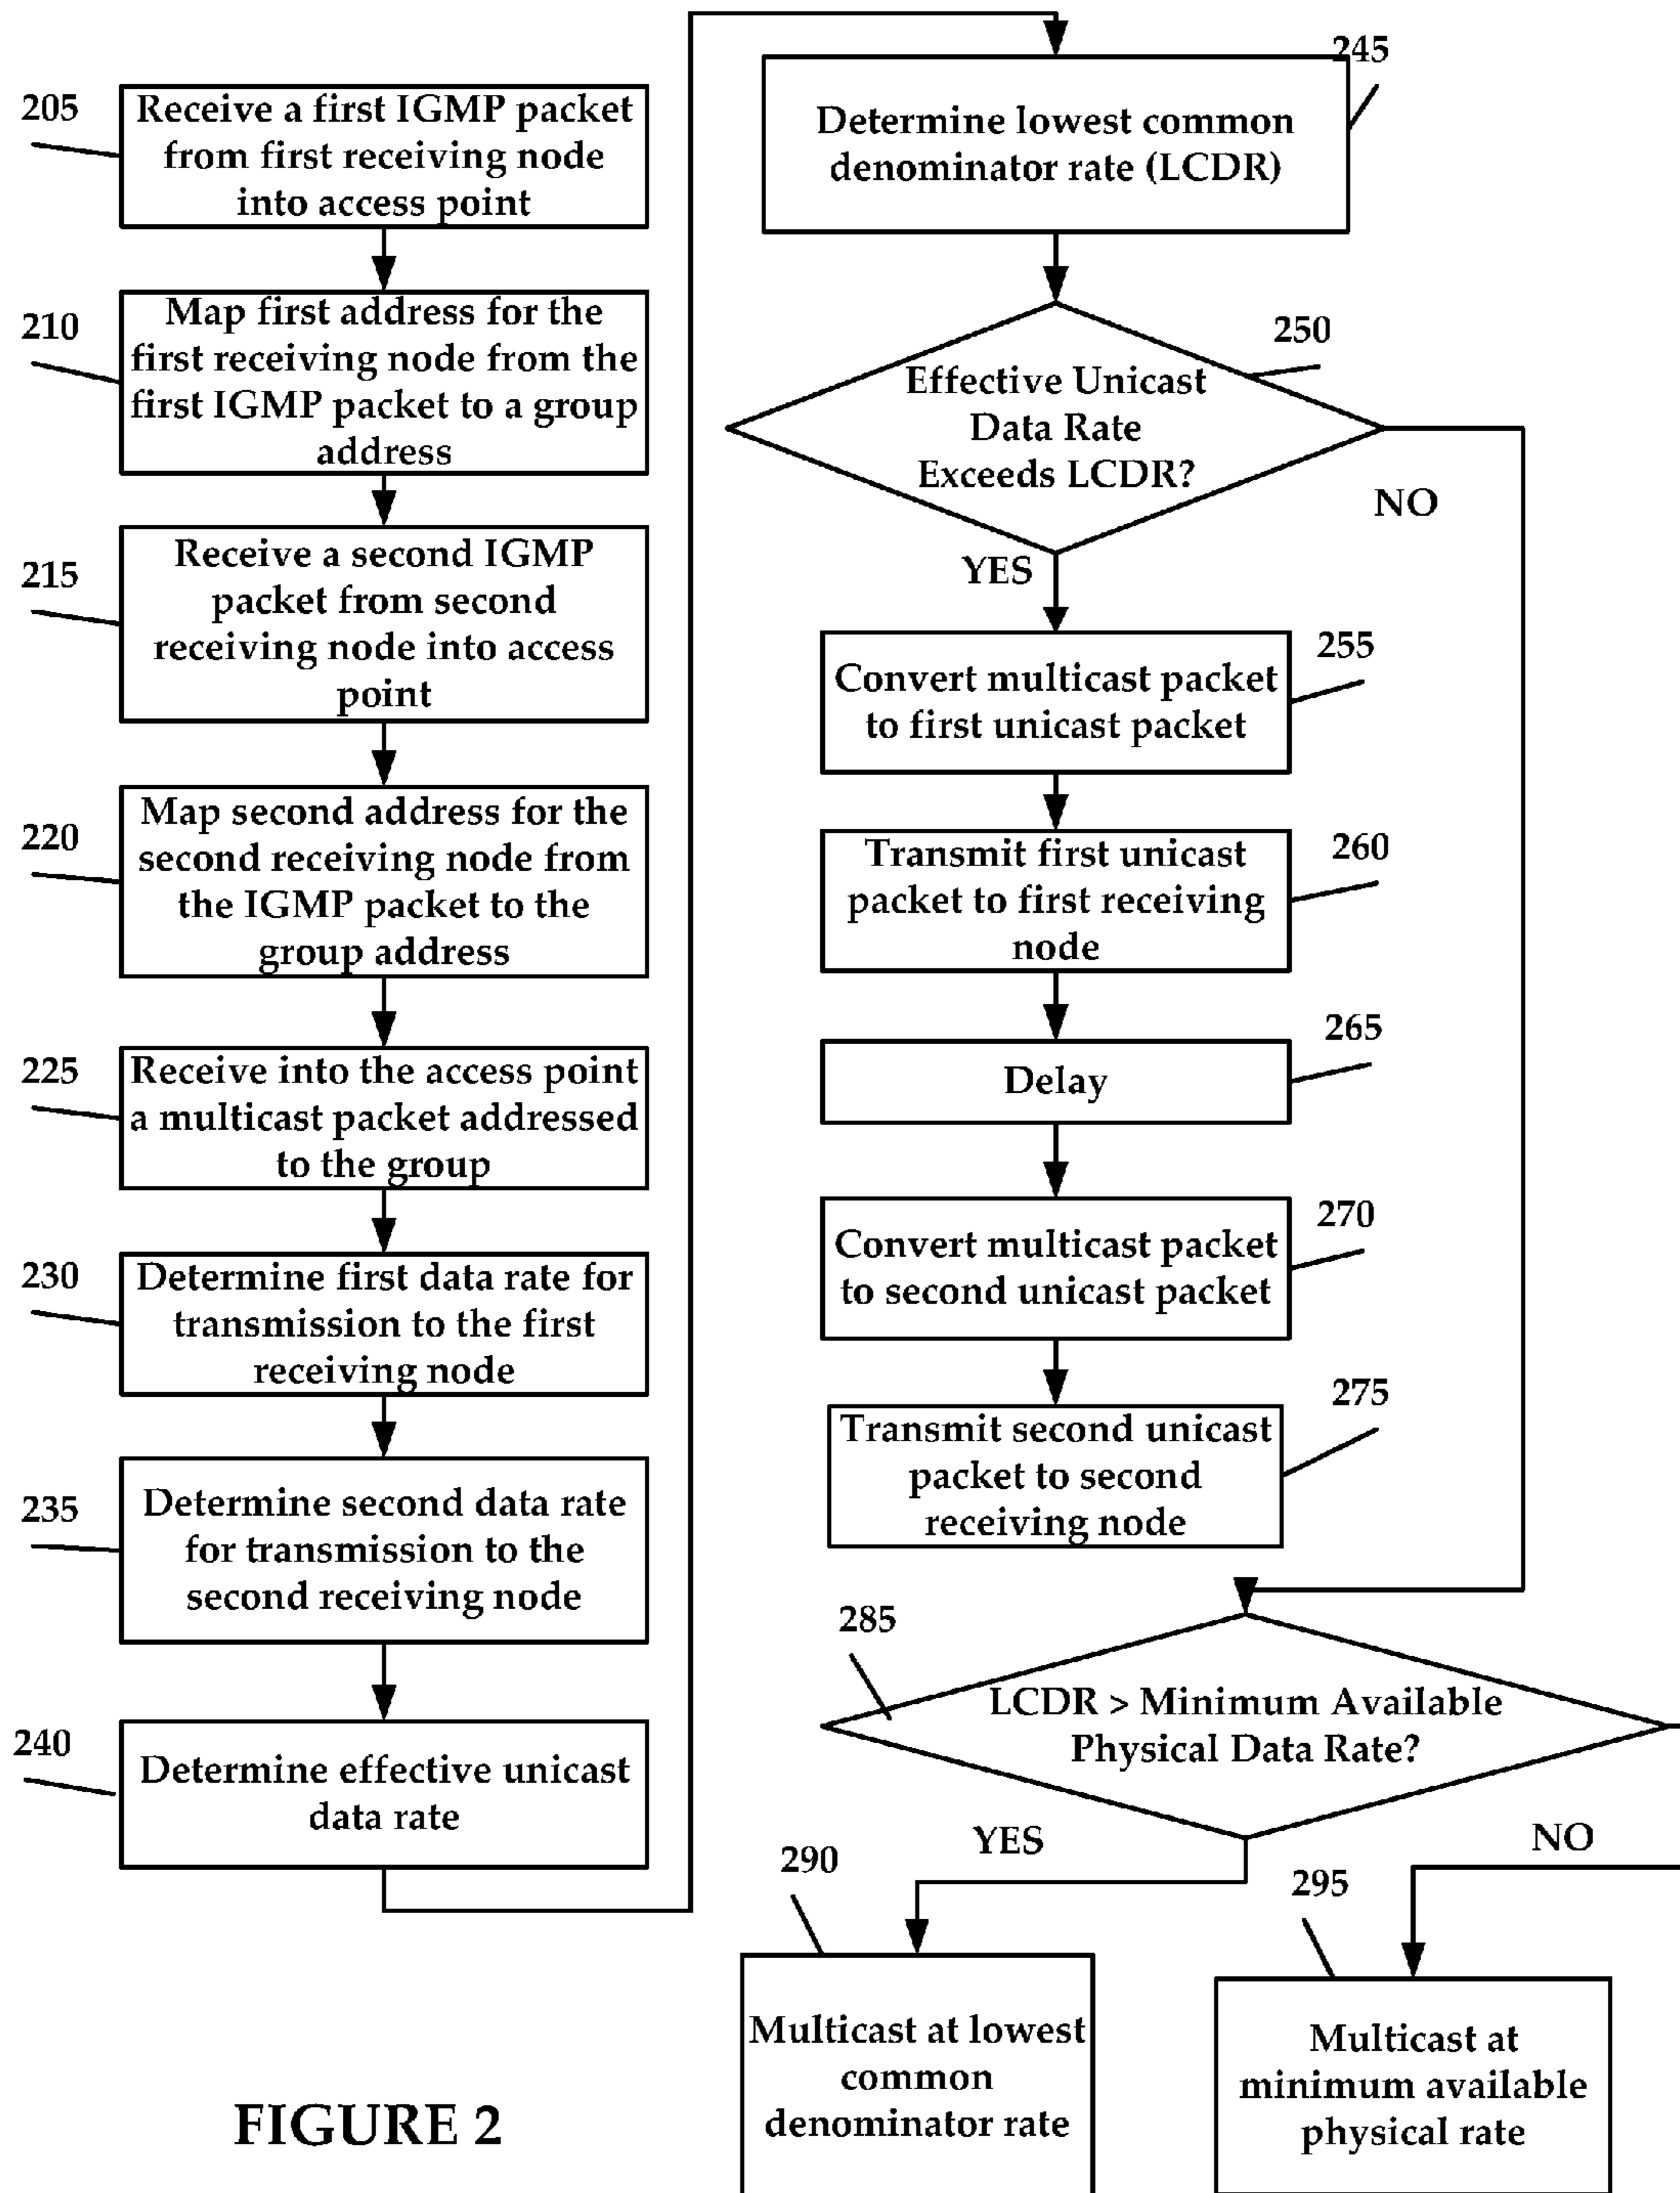 205
Receive a first IGMP packet
from first receiving node
into access point
210
Map first address for the
first receiving node from the
first IGMP packet to a group
address
215
Receive a second IGMP
packet from second
receiving node into access
point
220
Map second address for the
second receiving node from
the IGMP packet to the
group address
225
Receive into the access point
a multicast packet addressed
to the group
230
Determine first data rate for
transmission to the first
receiving node
235
Determine second data rate
for transmission to the
second receiving node
240
Determine effective unicast
data rate
245
Determine lowest common
denominator rate (LCDR)
250
Effective Unicast
Data Rate
Exceeds LCDR?
NO
YES
255
Convert multicast packet
to first unicast packet
260
Transmit first unicast
packet to first receiving
node
265
Delay
270
Convert multicast packet
to second unicast packet
275
Transmit second unicast
packet to second
receiving node
285
LCDR > Minimum Available
Physical Data Rate?
YES
NO
290
Multicast at lowest
common
denominator rate
295
Multicast at
minimum available
physical rate
FIGURE 2